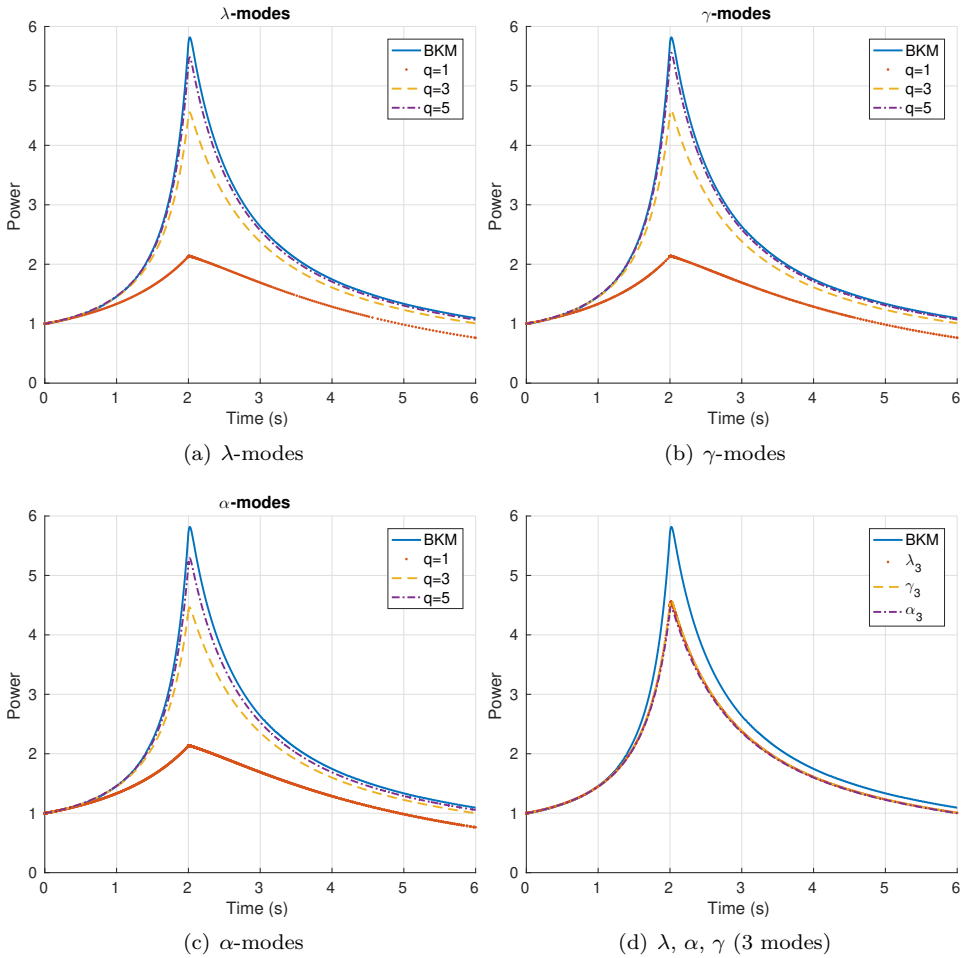 λ-modes
6
5
4
3
2
1
0
Power
0 1 2 3 4 5 6
Time (s)
BKM
q=1
q=3
q=5
(a) λ-modes
γ-modes
6
5
4
3
2
1
0
Power
0 1 2 3 4 5 6
Time (s)
BKM
q=1
q=3
q=5
(b) γ-modes
α-modes
6
5
4
3
2
1
0
Power
0 1 2 3 4 5 6
Time (s)
BKM
q=1
q=3
q=5
(c) α-modes
6
5
4
3
2
1
0
Power
0 1 2 3 4 5 6
Time (s)
BKM
λ₃
γ₃
α₃
(d) λ, α, γ (3 modes)